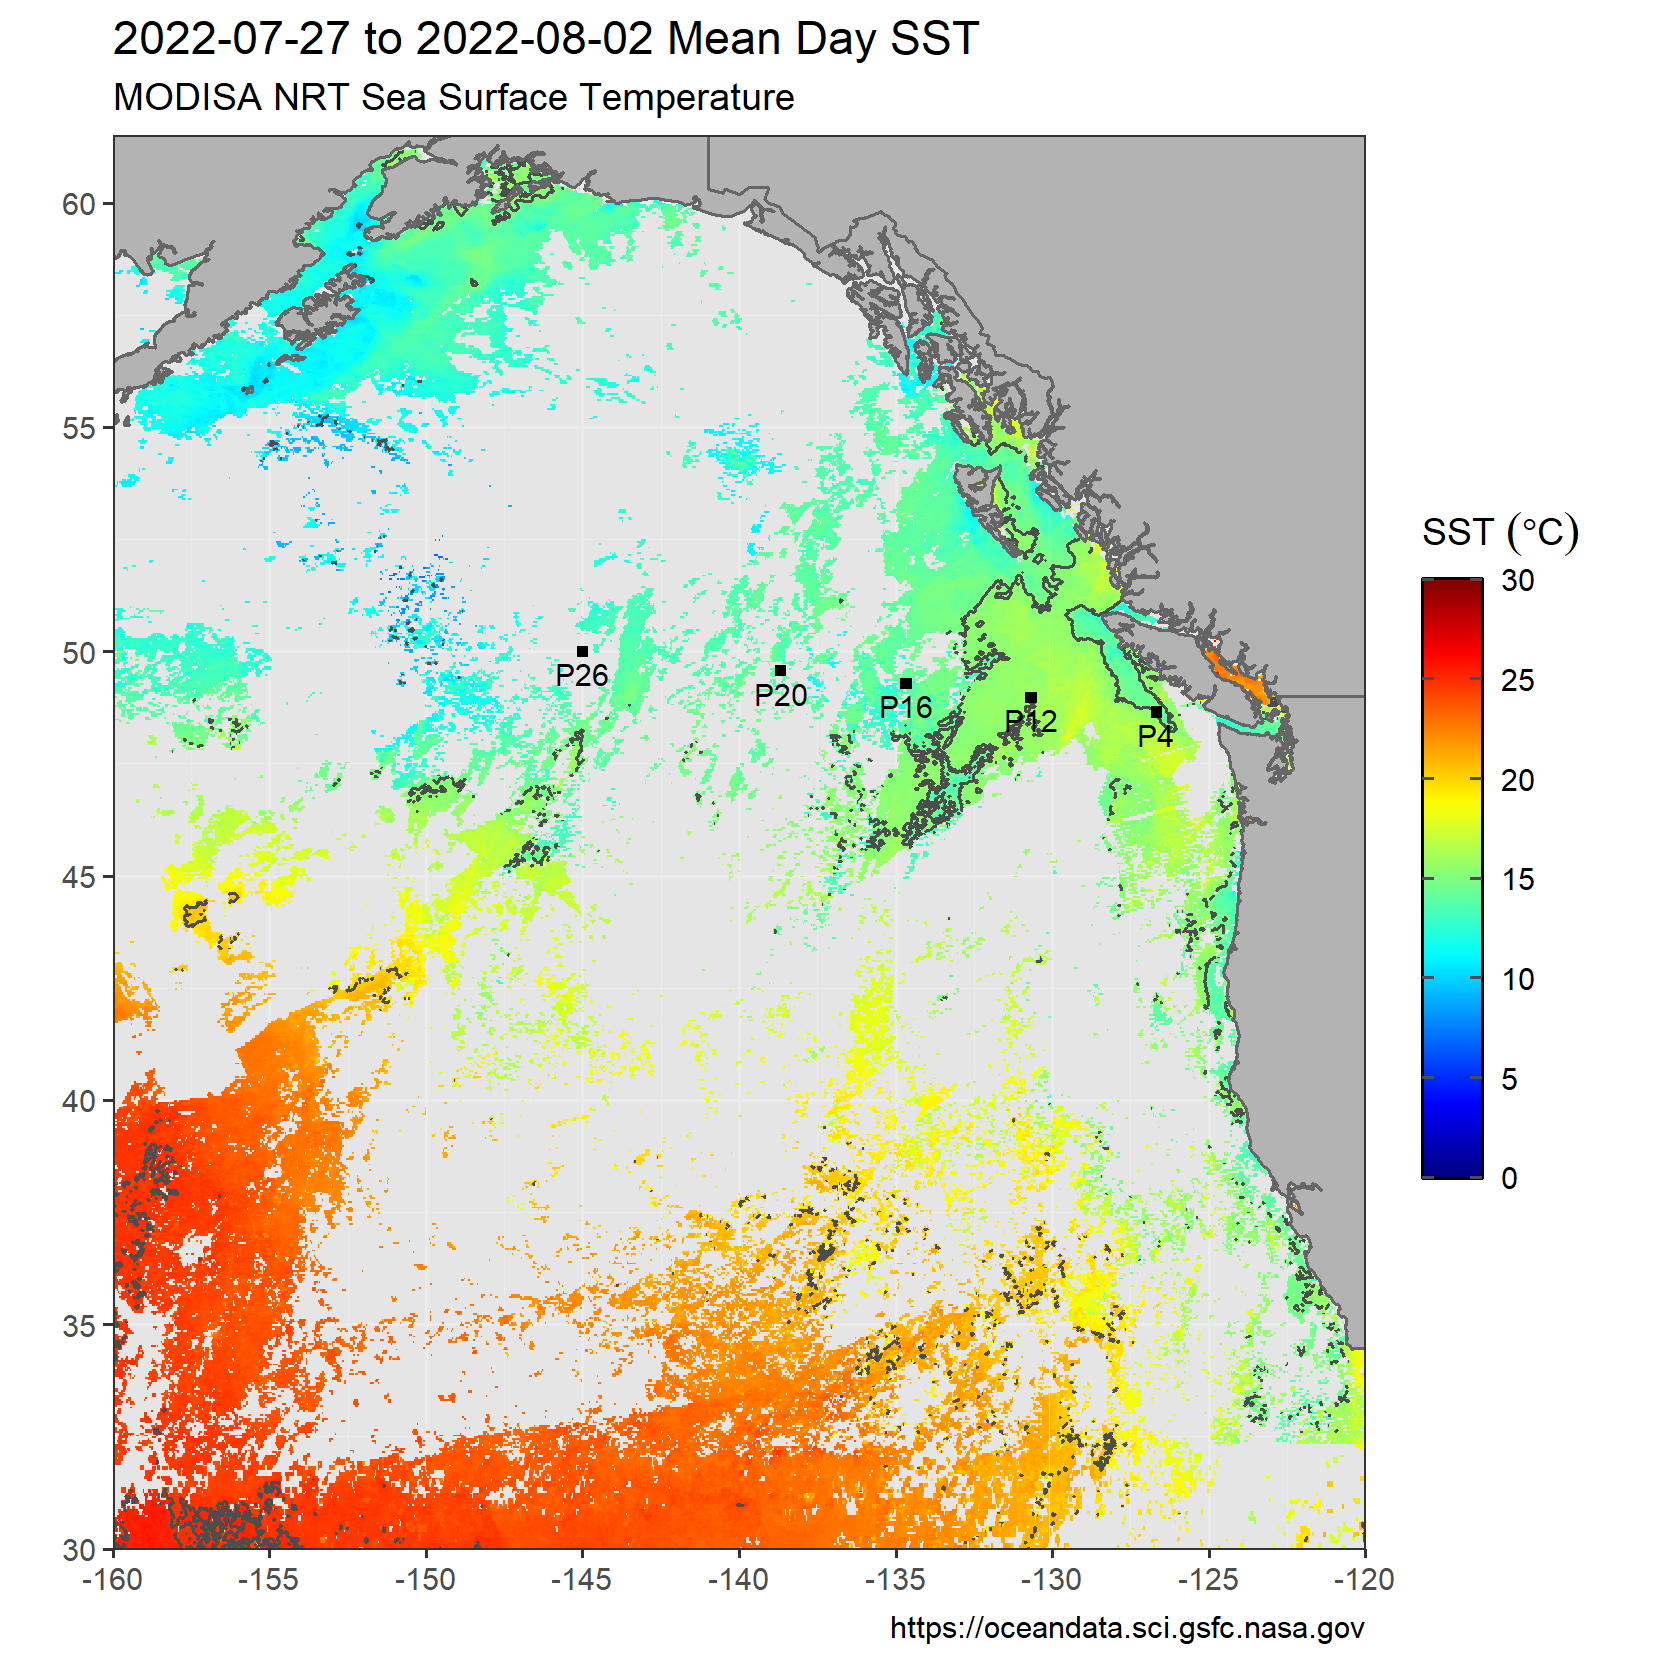 2022-07-27 to 2022-08-02 Mean Day SST
MODISA NRT Sea Surface Temperature
60
55
50
45
40
35
30
P26
P20
P16
P12
P4
-160
-155
-150
-145
-140
-135
-130
-125
-120
SST (°C)
30
25
20
15
10
5
0
https://oceandata.sci.gsfc.nasa.gov